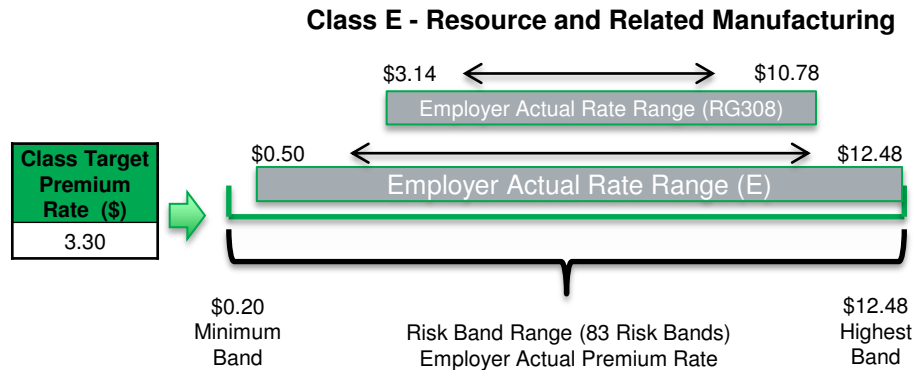 Class E - Resource and Related Manufacturing
$3.14 $10.78
Employer Actual Rate Range (RG308)
$0.50 $12.48
Employer Actual Rate Range (E)
Class Target
Premium
Rate ($)
3.30
$0.20
Minimum
Band
Risk Band Range (83 Risk Bands)
Employer Actual Premium Rate
$12.48
Highest
Band